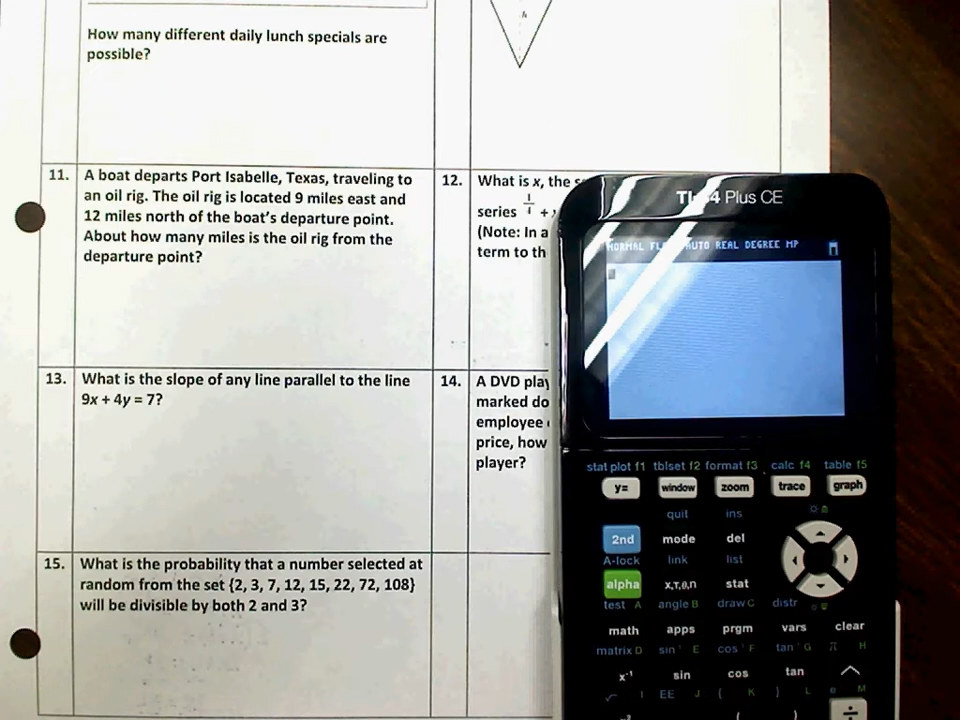 How many different daily lunch specials are
possible?
h
11. A boat departs Port Isabelle, Texas, traveling to
an oil rig. The oil rig is located 9 miles east and
12 miles north of the boat's departure point.
About how many miles is the oil rig from the
departure point?
12. What is x, the
series 1/4 +
(Note: In a
term to th
13. What is the slope of any line parallel to the line
9x + 4y = 7?
14. A DVD play
marked do
employee
price, how
player?
15. What is the probability that a number selected at
random from the set {2, 3, 7, 12, 15, 22, 72, 108}
will be divisible by both 2 and 3?
Plus CE
NORMAL AUTO REAL DEGREE MP
stat plot f1 tblset f2 format f3 calc f4 table f5
y= window zoom trace graph
quit ins
2nd mode del
A-lock link list
alpha X,T,θ,n stat
test A angle B draw C distr
math apps prgm vars clear
matrix D sin⁻¹ E cos⁻¹ F tan⁻¹ G π H
x⁻¹ sin cos tan ^
√ I EE J { K } L e M
x² ( ) ÷